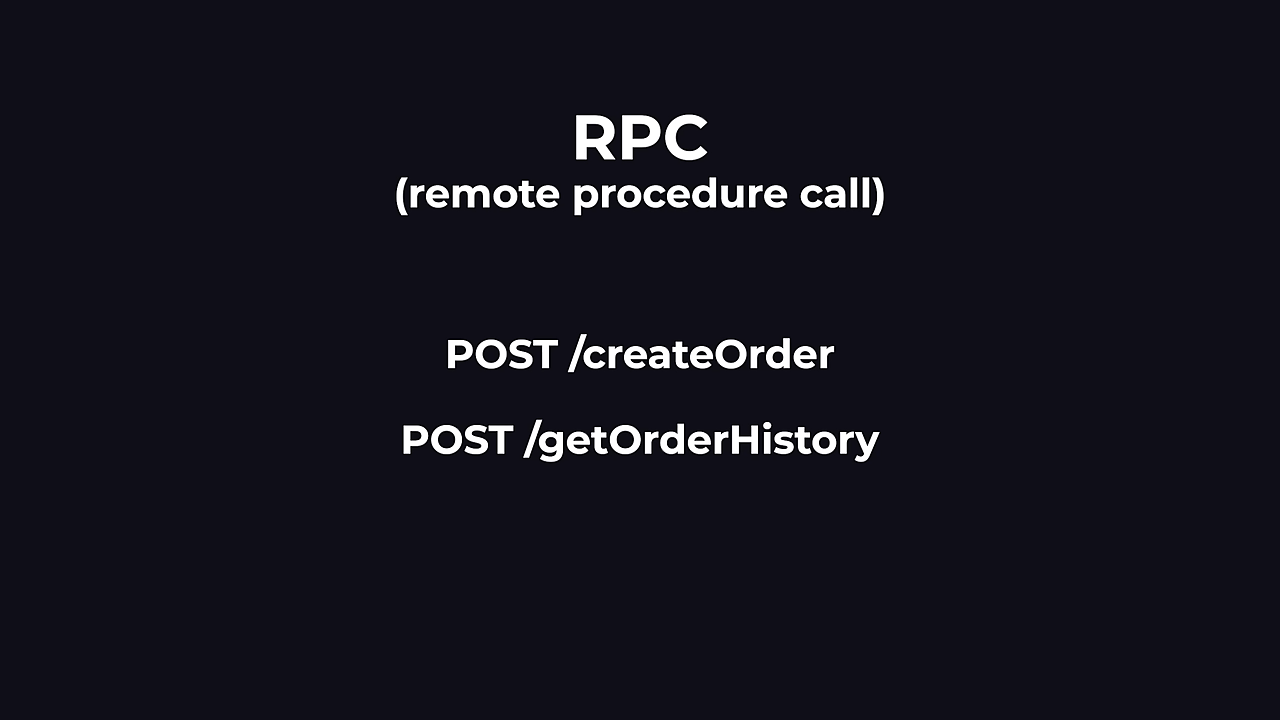 RPC
(remote procedure call)
POST /createOrder
POST /getOrderHistory